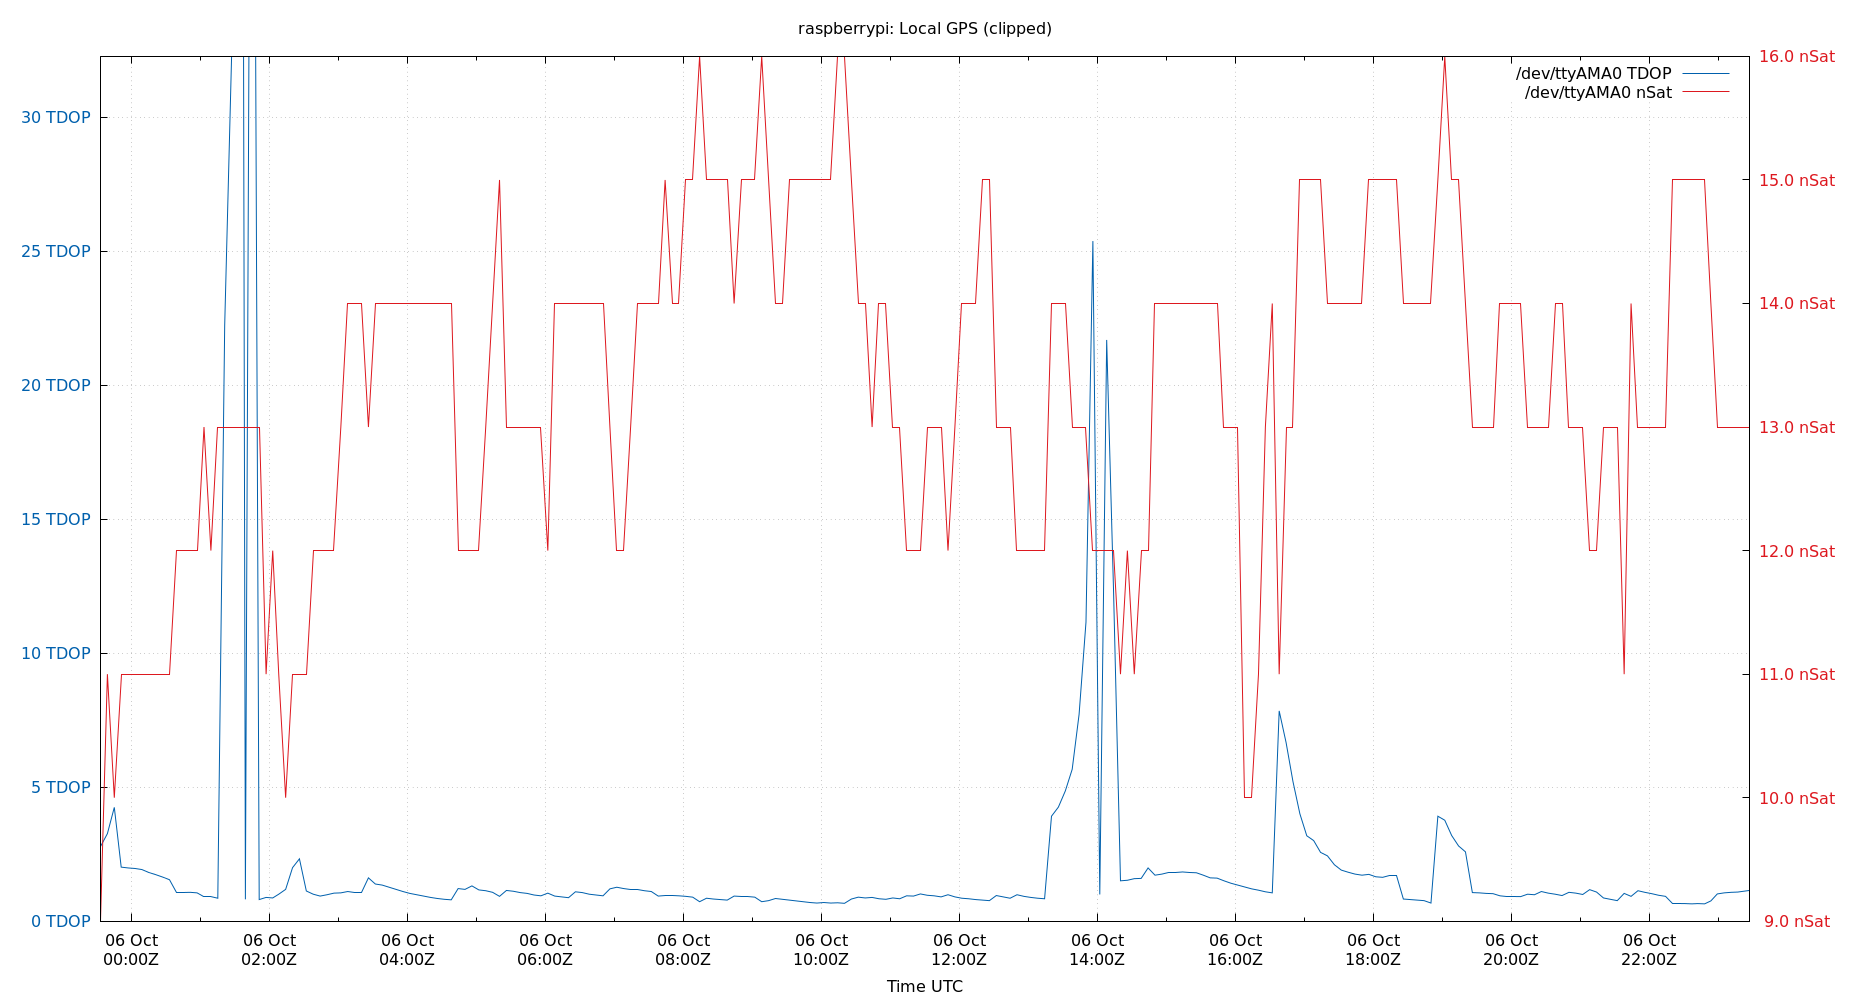 raspberrypi: Local GPS (clipped)
/dev/ttyAMA0 TDOP
/dev/ttyAMA0 nSat
30 TDOP
25 TDOP
20 TDOP
15 TDOP
10 TDOP
5 TDOP
0 TDOP
16.0 nSat
15.0 nSat
14.0 nSat
13.0 nSat
12.0 nSat
11.0 nSat
10.0 nSat
9.0 nSat
06 Oct 06 Oct 06 Oct 06 Oct 06 Oct 06 Oct 06 Oct 06 Oct 06 Oct 06 Oct 06 Oct 06 Oct
00:00Z 02:00Z 04:00Z 06:00Z 08:00Z 10:00Z 12:00Z 14:00Z 16:00Z 18:00Z 20:00Z 22:00Z
Time UTC